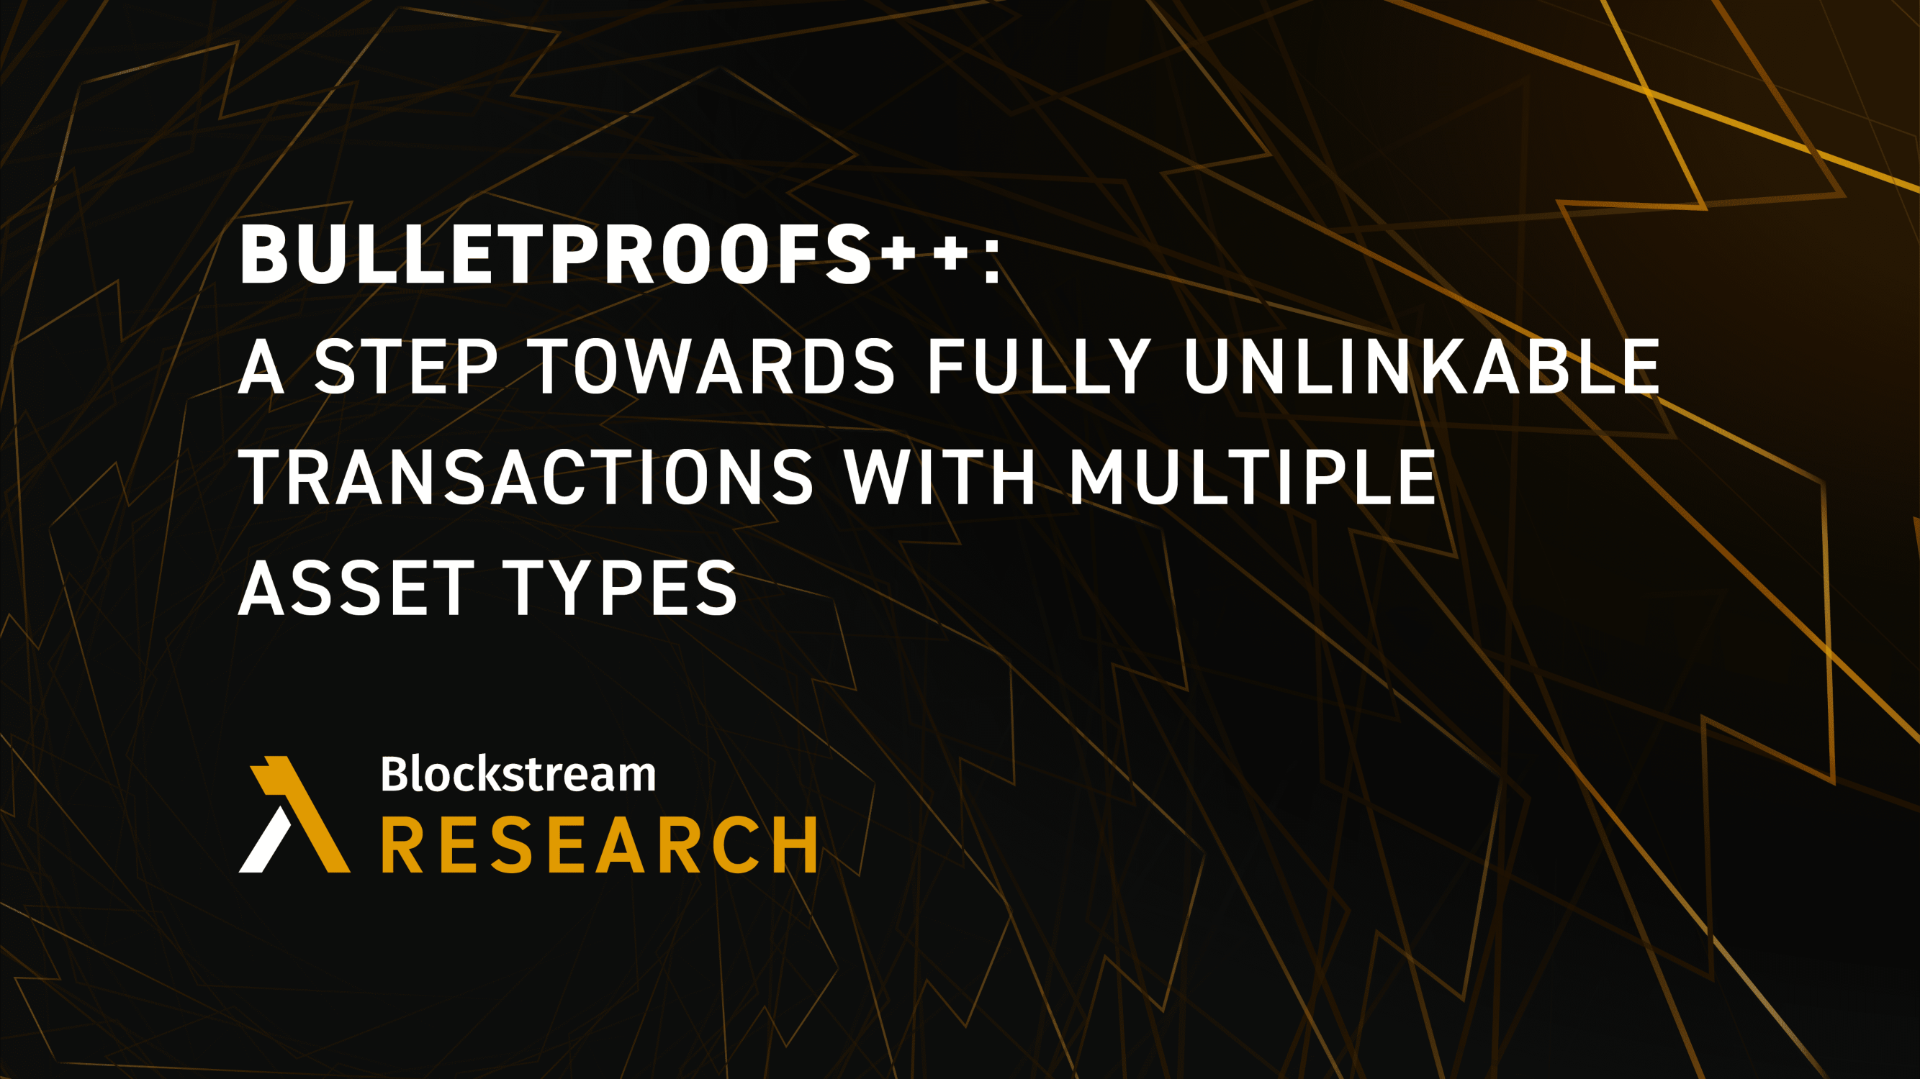 BULLETPROOFS++:
A STEP TOWARDS FULLY UNLINKABLE
TRANSACTIONS WITH MULTIPLE
ASSET TYPES
Blockstream
RESEARCH